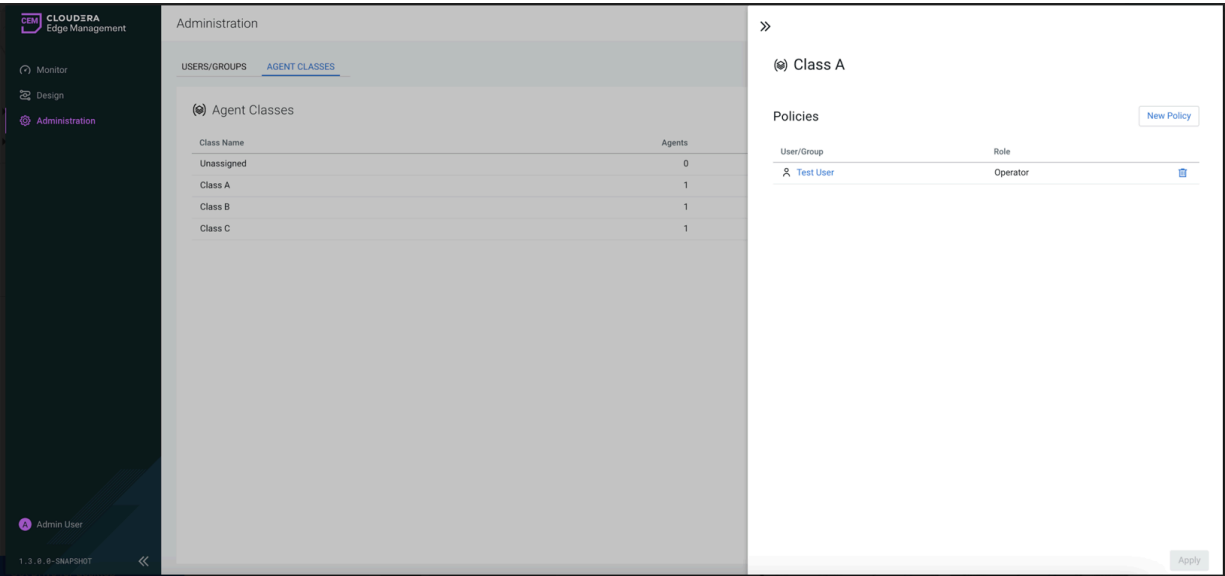 CEM CLOUDERA
Edge Management
Monitor
Design
Administration
Admin User
A
1.3.0.0-SNAPSHOT
Administration
USERS/GROUPS AGENT CLASSES
Agent Classes
Class Name Agents
Unassigned 0
Class A 1
Class B 1
Class C 1
Class A
Policies New Policy
User/Group Role
Test User Operator
Apply